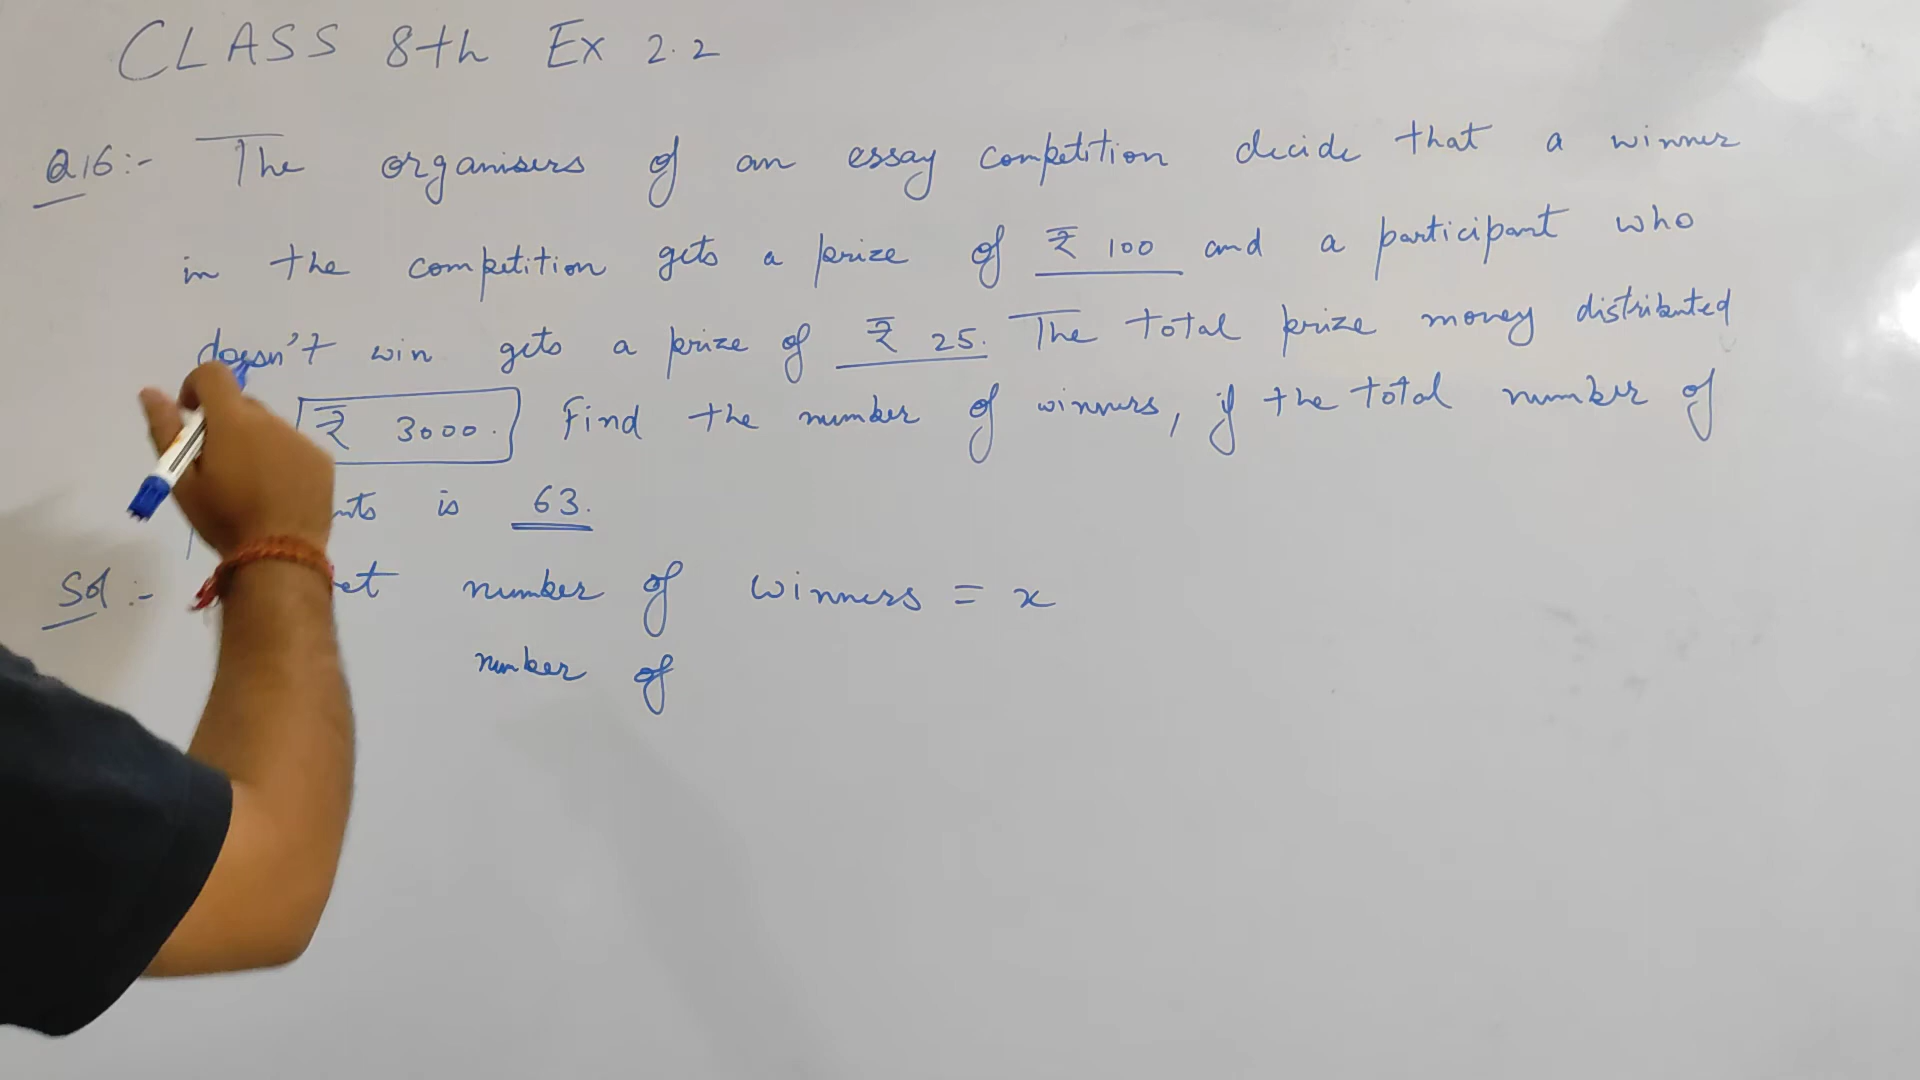 CLASS 8th Ex 2.2
Q16:- The organisers of an essay competition decide that a winner
in the competition gets a prize of ₹ 100 and a participant who
doesn't win gets a prize of ₹ 25. The total prize money distributed
₹ 3000. Find the number of winners, if the total number of
nts is 63.
Sol:- et number of winners = x
number of